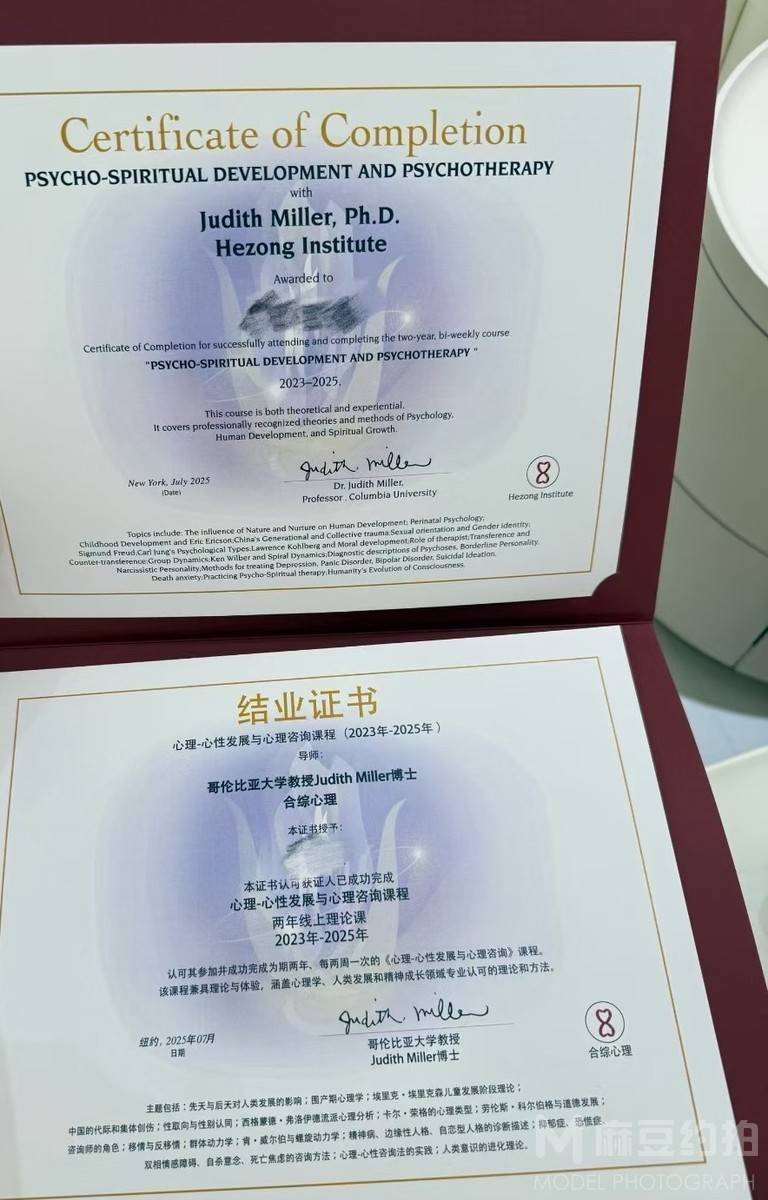 Certificate of Completion
PSYCHO-SPIRITUAL DEVELOPMENT AND PSYCHOTHERAPY
with
Judith Miller, Ph.D.
Hezong Institute
Awarded to
Certificate of Completion for successfully attending and completing the two-year, bi-weekly course
"PSYCHO-SPIRITUAL DEVELOPMENT AND PSYCHOTHERAPY "
2023–2025.
This course is both theoretical and experiential.
It covers professionally recognized theories and methods of Psychology,
Human Development, and Spiritual Growth.
Judith Miller
New York, July 2025
(Date)
Dr. Judith Miller,
Professor , Columbia University
Hezong Institute
Topics include: The influence of Nature and Nurture on Human Development; Perinatal Psychology;
Childhood Development and Eric Ericson;China's Generational and Collective trauma;Sexual orientation and Gender identity;
Sigmund Freud;Carl Jung's Psychological Types;Lawrence Kohlberg and Moral development;Role of therapist;Transference and
Counter-transference;Group Dynamics;Ken Wilber and Spiral Dynamics;Diagnostic descriptions of Psychoses, Borderline Personality,
Narcissistic Personality;Methods for treating Depression, Panic Disorder, Bipolar Disorder, Suicidal Ideation,
Death anxiety;Practicing Psycho-Spiritual therapy;Humanity's Evolution of Consciousness.
结业证书
心理-心性发展与心理咨询课程（2023年-2025年）
导师：
哥伦比亚大学教授Judith Miller博士
合综心理
本证书授予：
本证书认可获证人已成功完成
心理-心性发展与心理咨询课程
两年线上理论课
2023年-2025年
认可其参加并成功完成为期两年、每两周一次的《心理-心性发展与心理咨询》课程。
该课程兼具理论与体验，涵盖心理学、人类发展和精神成长领域专业认可的理论和方法。
Judith Miller
纽约，2025年07月
日期
哥伦比亚大学教授
Judith Miller博士
合综心理
主题包括：先天与后天对人类发展的影响；围产期心理学；埃里克·埃里克森儿童发展阶段理论；
中国的代际和集体创伤；性取向与性别认同；西格蒙德·弗洛伊德流派心理分析；卡尔·荣格的心理类型；劳伦斯·科尔伯格与道德发展；
咨询师的角色；移情与反移情；群体动力学；肯·威尔伯与螺旋动力学；精神病、边缘性人格、自恋型人格的诊断描述；抑郁症、恐慌症、
双相情感障碍、自杀意念、死亡焦虑的咨询方法；心理-心性咨询法的实践；人类意识的进化理论。
麻豆约拍
MODEL PHOTOGRAPH